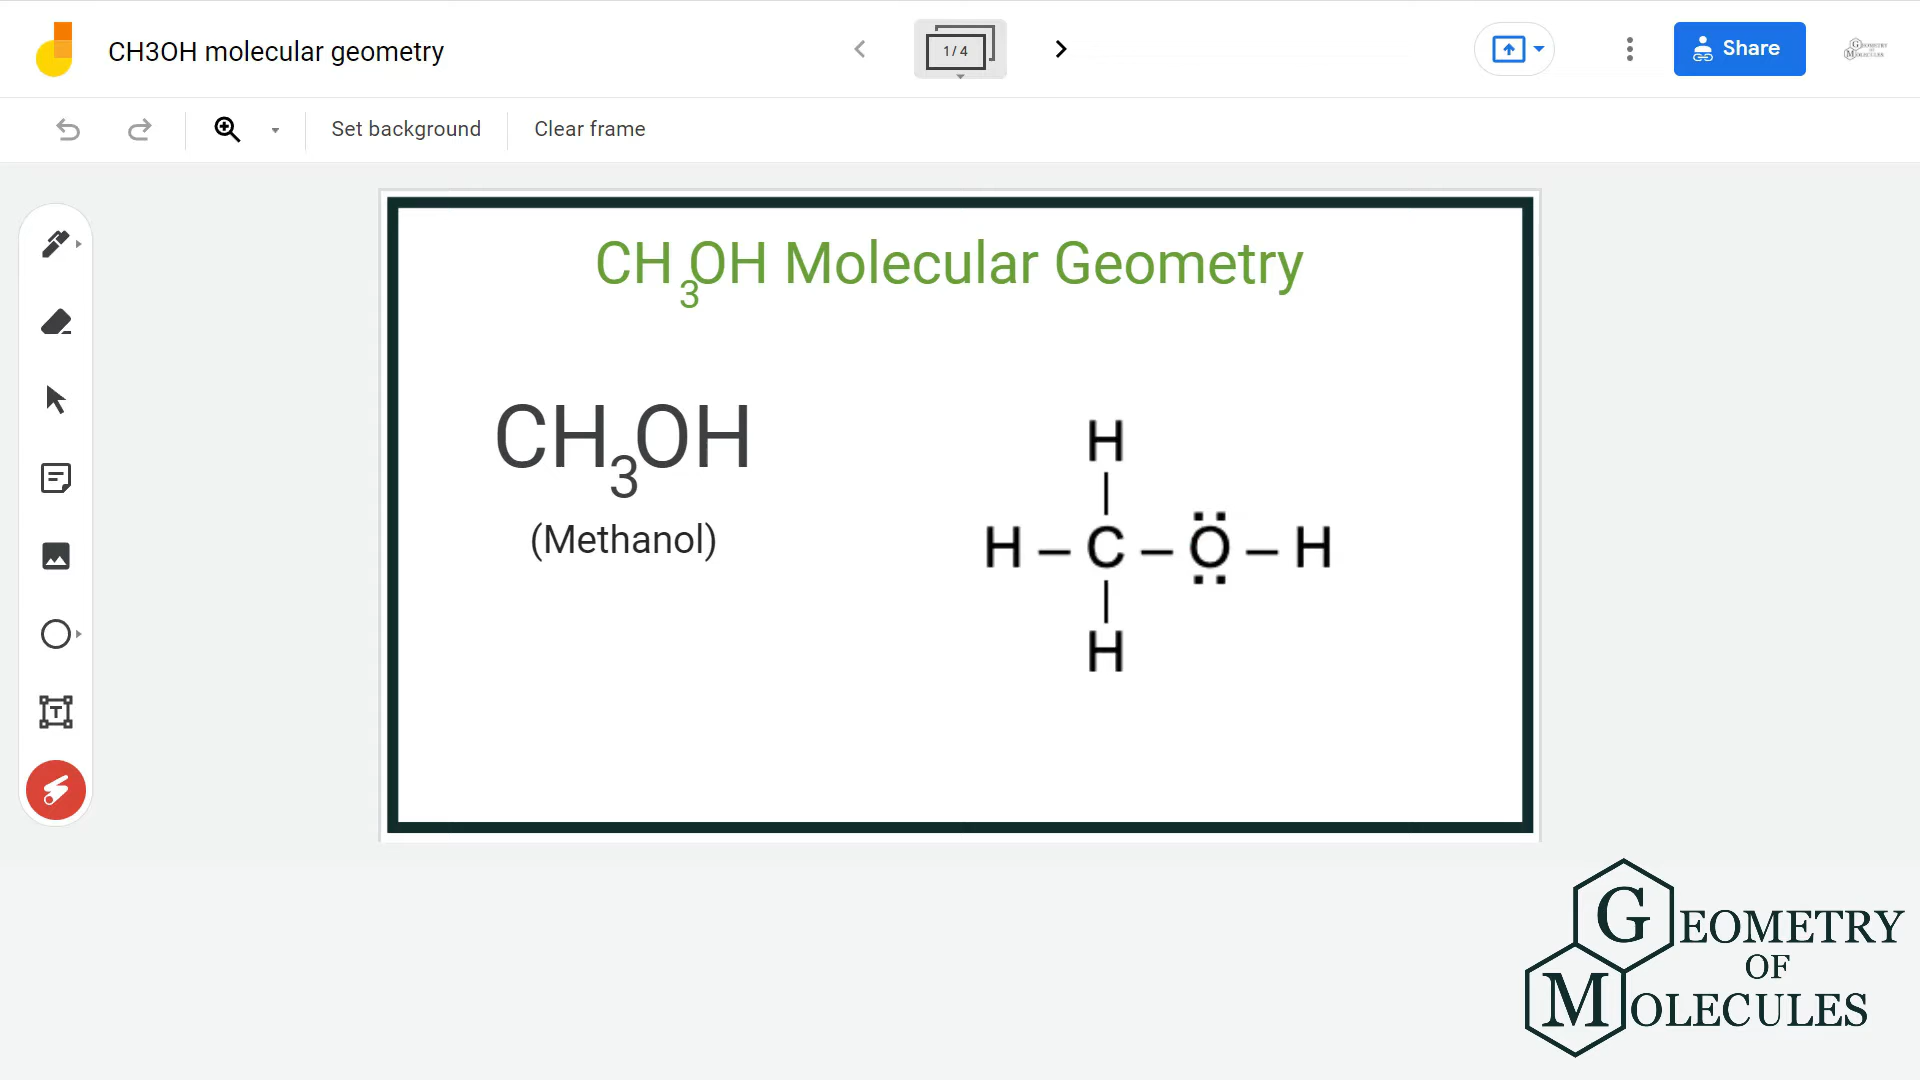 CH3OH molecular geometry
1 / 4
Share
Set background
Clear frame
CH3OH Molecular Geometry
CH3OH
(Methanol)
H
H – C – Ö – H
H
GEOMETRY
OF
MOLECULES